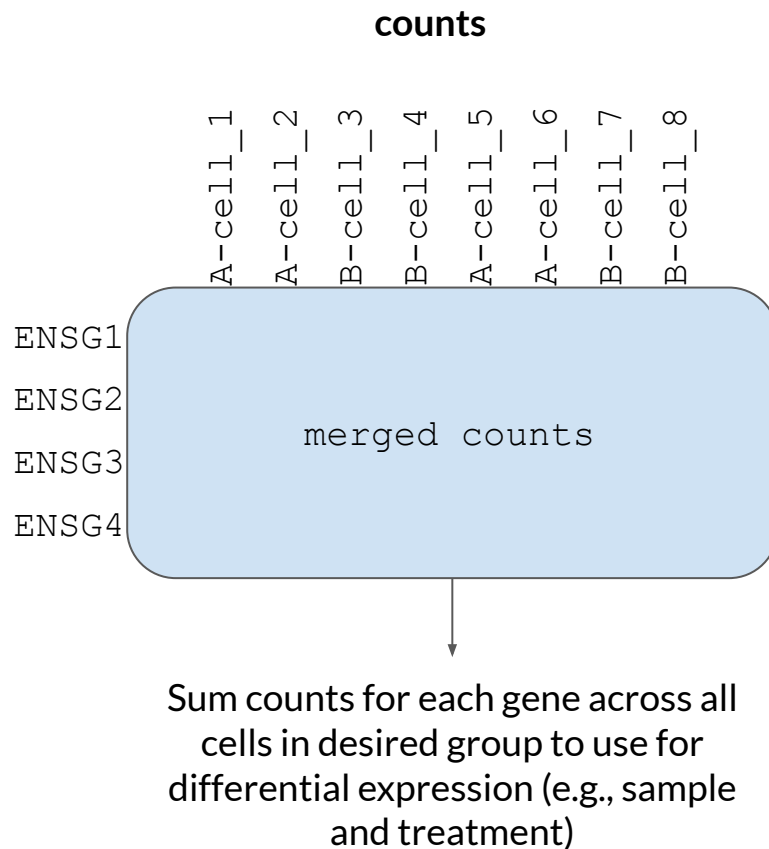 counts
A-cell_1
A-cell_2
B-cell_3
B-cell_4
A-cell_5
A-cell_6
B-cell_7
B-cell_8
ENSG1
ENSG2
ENSG3
ENSG4
merged counts
Sum counts for each gene across all
cells in desired group to use for
differential expression (e.g., sample
and treatment)